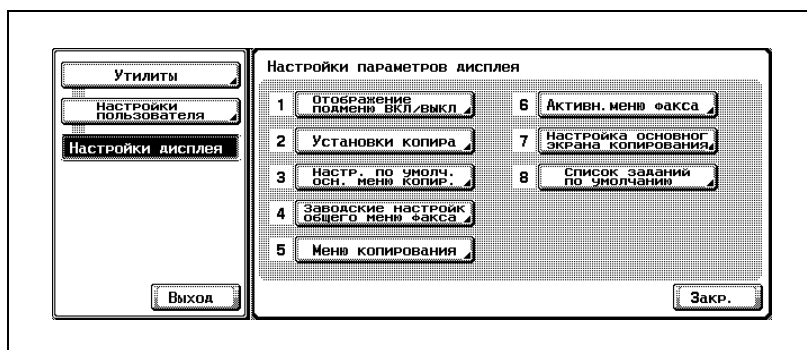 Утилиты
Настройки
пользователя
Настройки дисплея
Выход
Настройки параметров дисплея
1 Отображение
подменю ВКЛ/ВЫКЛ
2 Установки копира
3 Настр. по умолч.
осн. меню копир.
4 Заводские настройк
общего меню факса
5 Меню копирования
6 Активн.меню факса
7 Настройка основног
экрана копирования
8 Список заданий
по умолчанию
Закр.